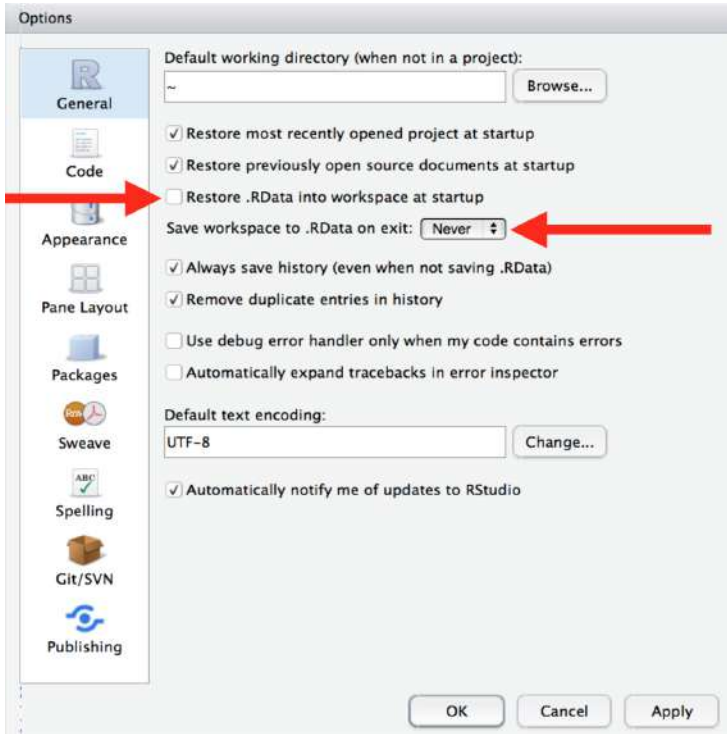 Options
General
Code
Appearance
Pane Layout
Packages
Sweave
ABC
Spelling
Git/SVN
Publishing
Default working directory (when not in a project):
~
Browse...
Restore most recently opened project at startup
Restore previously open source documents at startup
Restore .RData into workspace at startup
Save workspace to .RData on exit: Never
Always save history (even when not saving .RData)
Remove duplicate entries in history
Use debug error handler only when my code contains errors
Automatically expand tracebacks in error inspector
Default text encoding:
UTF-8
Change...
Automatically notify me of updates to RStudio
OK Cancel Apply